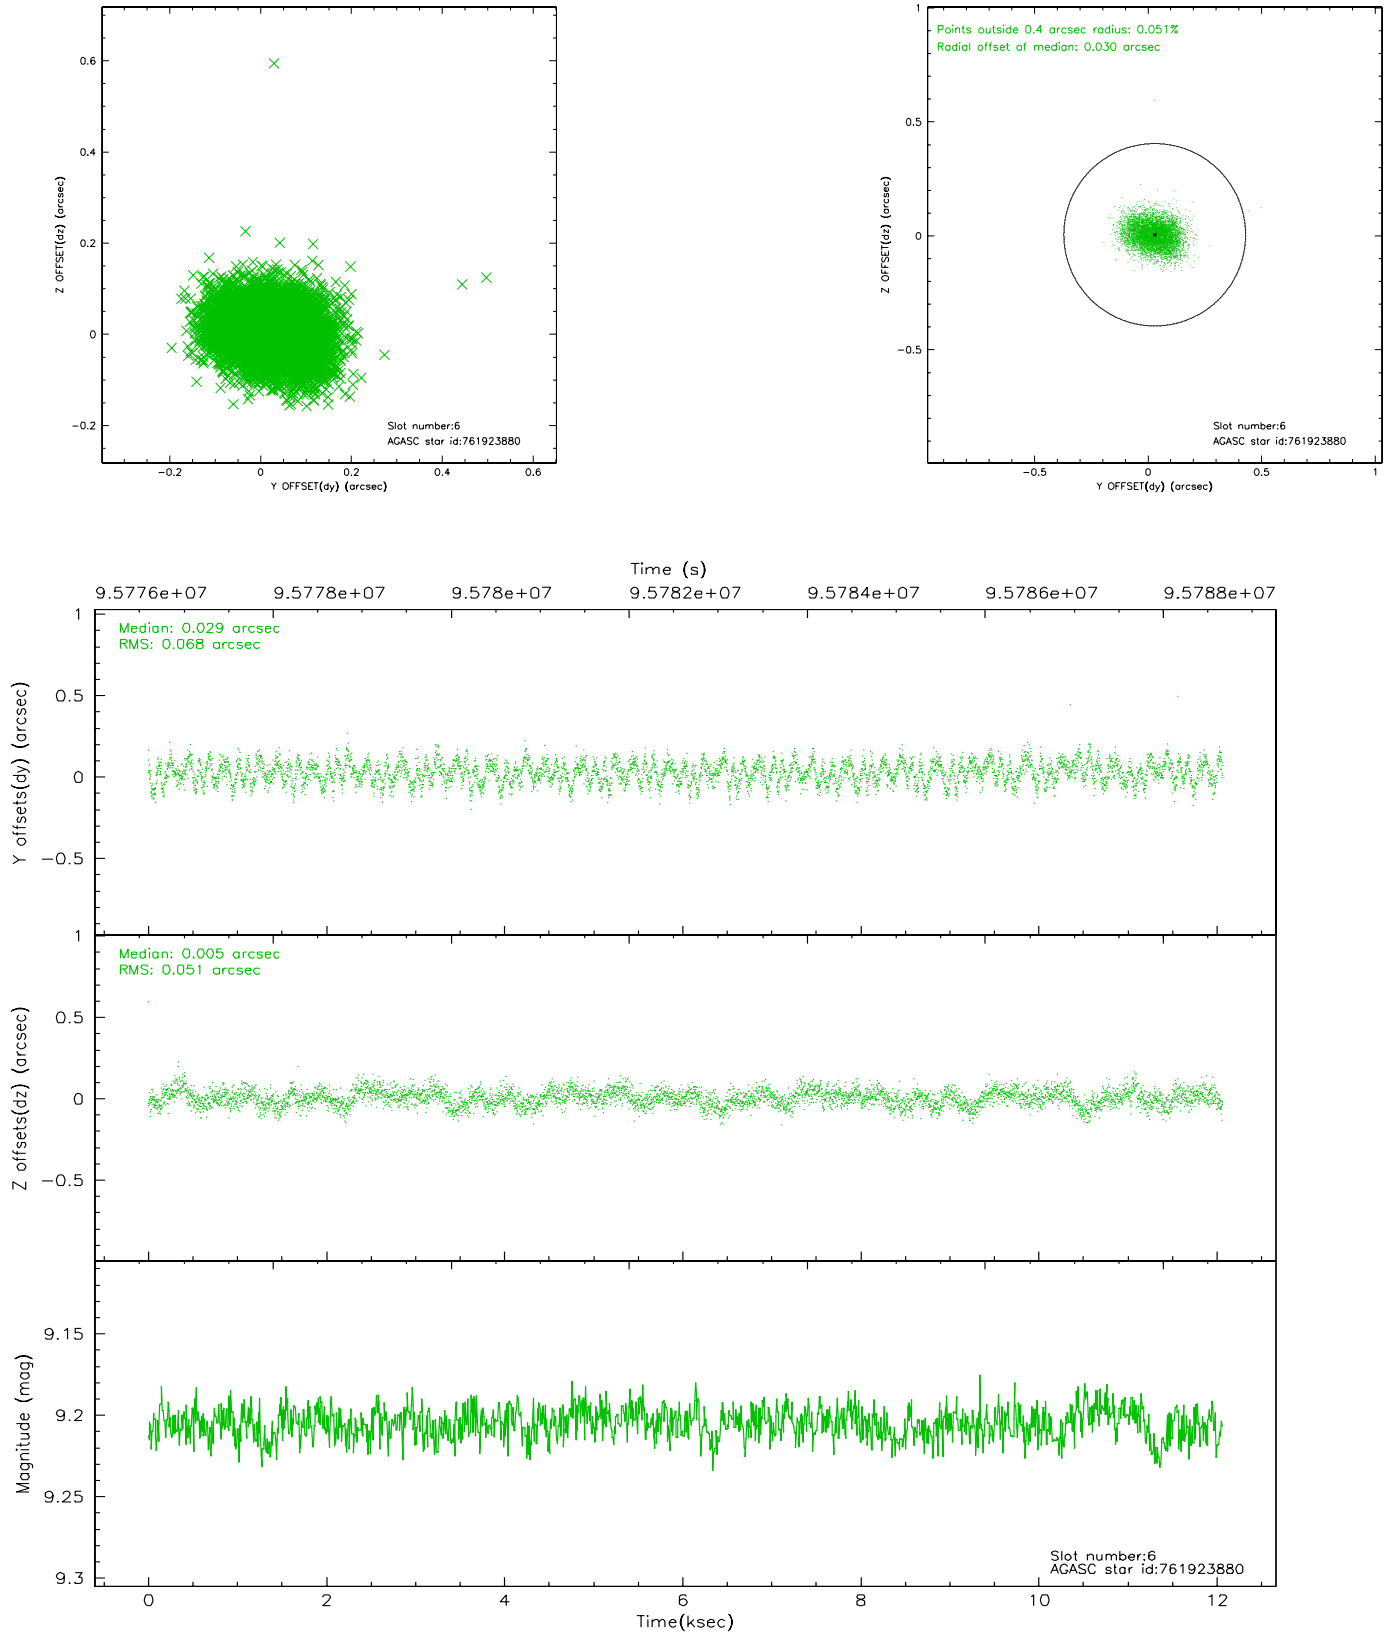 0.6
0.4
0.2
0
-0.2
Z OFFSET(dz) (arcsec)
Slot number:6
AGASC star id:761923880
-0.2 0 0.2 0.4 0.6
Y OFFSET(dy) (arcsec)
1
0.5
0
-0.5
Z OFFSET(dz) (arcsec)
Points outside 0.4 arcsec radius: 0.051%
Radial offset of median: 0.030 arcsec
Slot number:6
AGASC star id:761923880
-0.5 0 0.5 1
Y OFFSET(dy) (arcsec)
Time (s)
9.5776e+07 9.5778e+07 9.578e+07 9.5782e+07 9.5784e+07 9.5786e+07 9.5788e+07
1
0.5
0
-0.5
Y offsets(dy) (arcsec)
Median: 0.029 arcsec
RMS: 0.068 arcsec
1
0.5
0
-0.5
Z offsets(dz) (arcsec)
Median: 0.005 arcsec
RMS: 0.051 arcsec
9.15
9.2
9.25
9.3
Magnitude (mag)
Slot number:6
AGASC star id:761923880
0 2 4 6 8 10 12
Time(ksec)